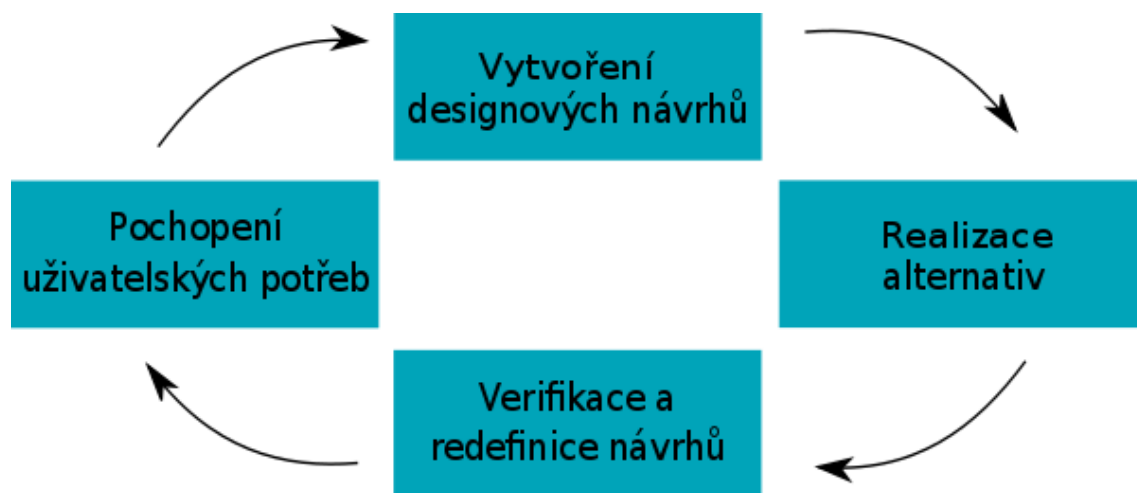 Vytvoření
designových návrhů
Pochopení
uživatelských potřeb
Realizace
alternativ
Verifikace a
redefinice návrhů